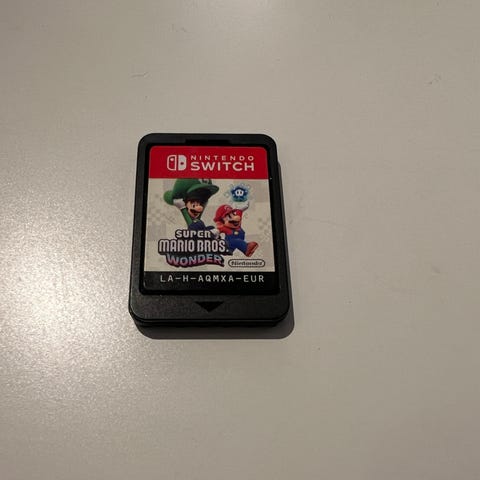 NINTENDO
SWITCH
SUPER
MARIO BROS.
WONDER
Nintendo
LA-H-AQMXA-EUR